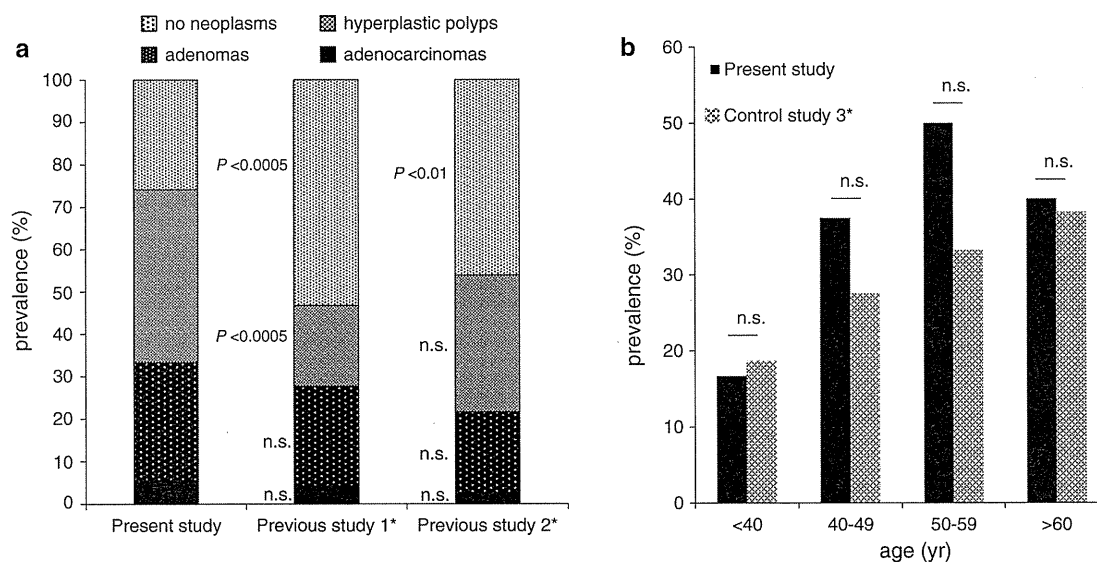 a
no neoplasms
hyperplastic polyps
adenomas
adenocarcinomas
prevalence (%)
100
90
80
70
60
50
40
30
20
10
0
P <0.0005
P <0.0005
n.s.
n.s.
P <0.01
n.s.
n.s.
n.s.
Present study
Previous study 1*
Previous study 2*
b
Present study
Control study 3*
prevalence (%)
60
50
40
30
20
10
0
n.s.
n.s.
n.s.
n.s.
<40
40-49
50-59
>60
age (yr)